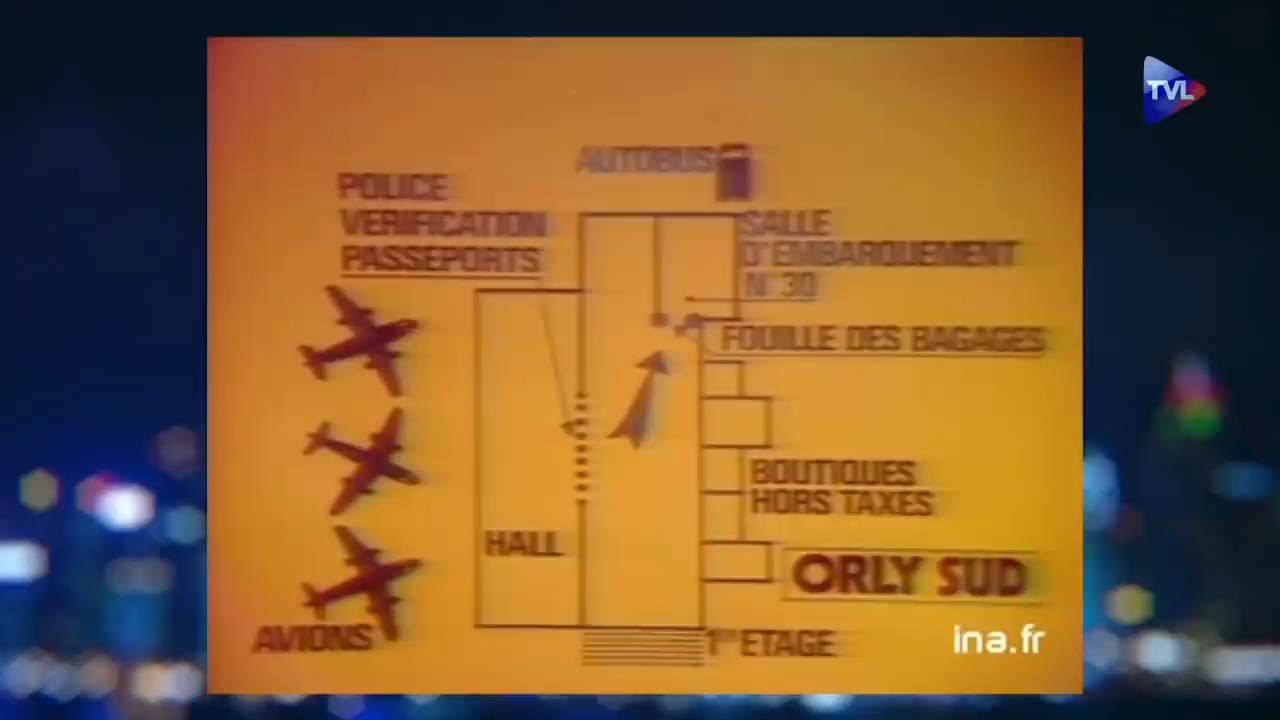 TVL
AUTOBUS
POLICE
VERIFICATION
PASSEPORTS
SALLE
D'EMBARQUEMENT
N° 30
FOUILLE DES BAGAGES
BOUTIQUES
HORS TAXES
HALL
ORLY SUD
AVIONS
1er ETAGE
ina.fr